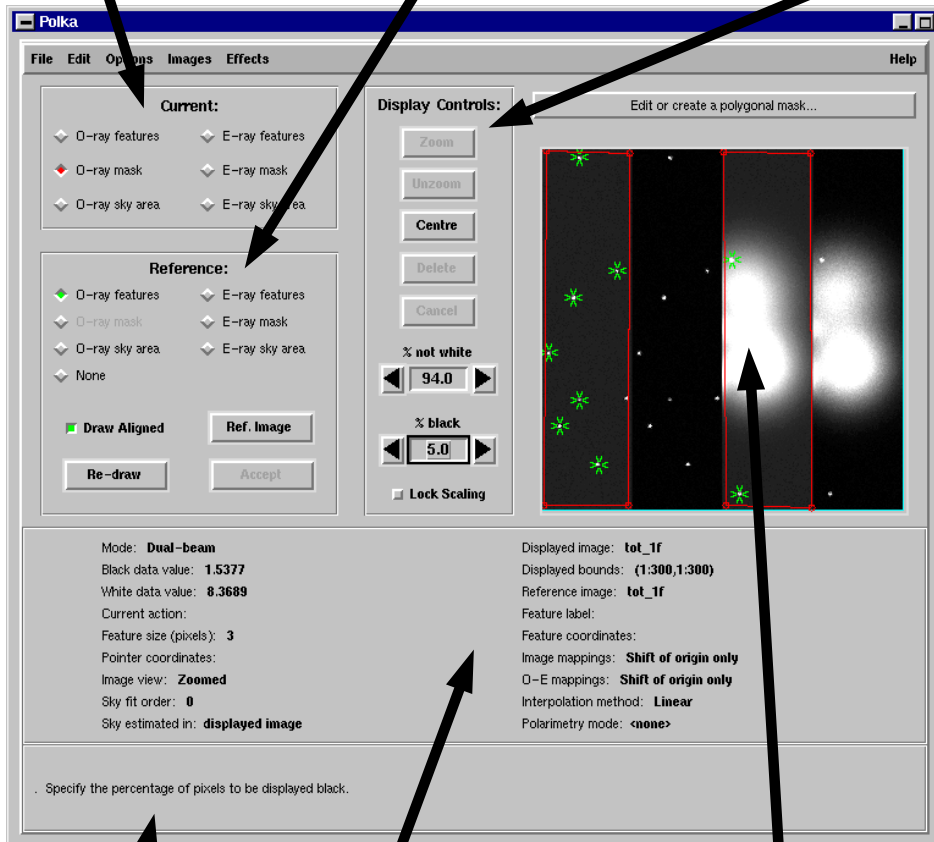 Polka
File Edit Options Images Effects Help
Current:
O-ray features E-ray features
O-ray mask E-ray mask
O-ray sky area E-ray sky area
Reference:
O-ray features E-ray features
O-ray mask E-ray mask
O-ray sky area E-ray sky area
None
Draw Aligned Ref. Image
Re-draw Accept
Display Controls:
Zoom
Unzoom
Centre
Delete
Cancel
% not white
94.0
% black
5.0
Lock Scaling
Edit or create a polygonal mask...
Mode: Dual-beam
Black data value: 1.5377
White data value: 8.3689
Current action:
Feature size (pixels): 3
Pointer coordinates:
Image view: Zoomed
Sky fit order: 0
Sky estimated in: displayed image
Displayed image: tot_1f
Displayed bounds: (1:300,1:300)
Reference image: tot_1f
Feature label:
Feature coordinates:
Image mappings: Shift of origin only
O-E mappings: Shift of origin only
Interpolation method: Linear
Polarimetry mode: <none>
. Specify the percentage of pixels to be displayed black.